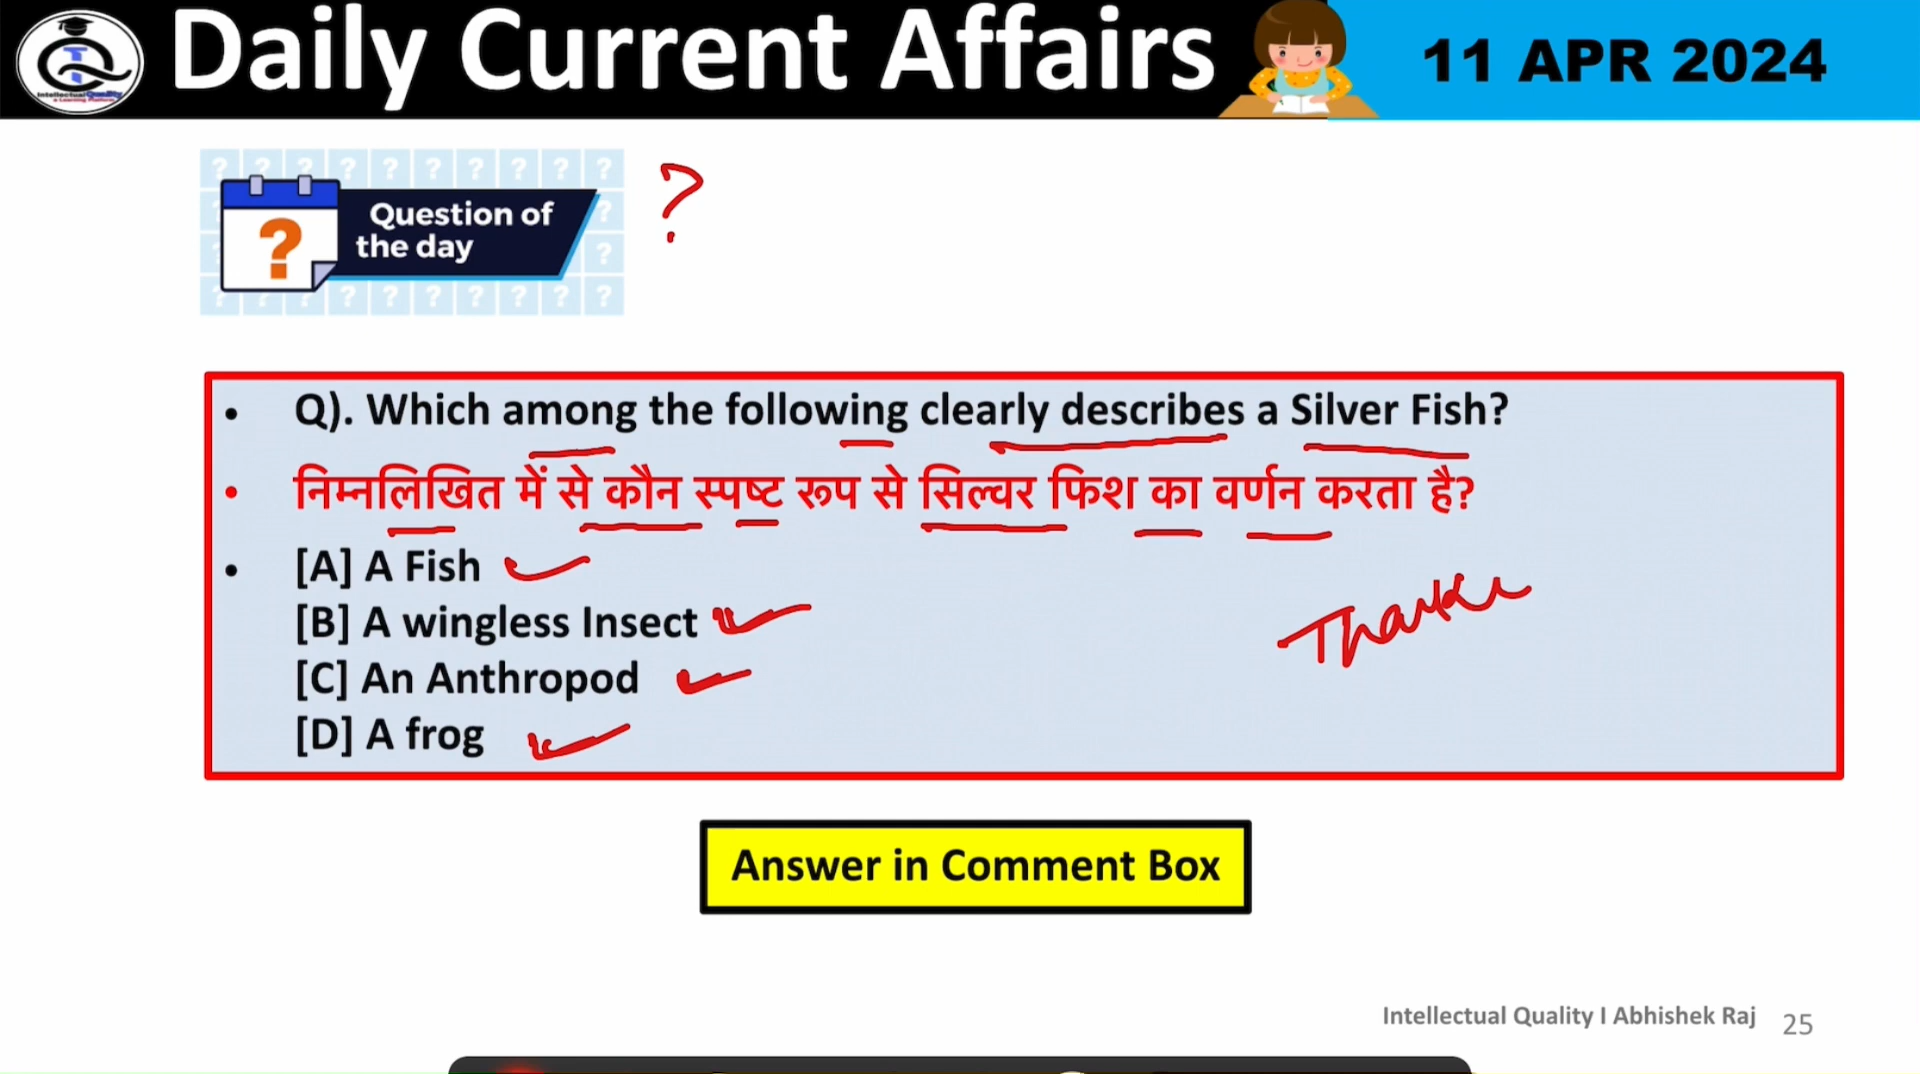 Daily Current Affairs
11 APR 2024
Question of
the day
?
Q). Which among the following clearly describes a Silver Fish?
निम्नलिखित में से कौन स्पष्ट रूप से सिल्वर फिश का वर्णन करता है?
[A] A Fish
[B] A wingless Insect
[C] An Anthropod
[D] A frog
Answer in Comment Box
Intellectual Quality I Abhishek Raj 25